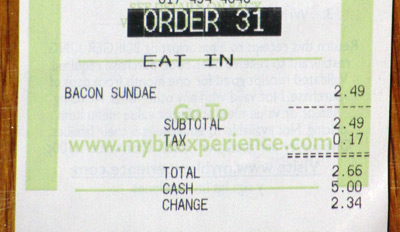 ORDER 31
EAT IN
BACON SUNDAE 2.49
Go To
SUBTOTAL 2.49
TAX 0.17
www.mybkexperience.com
TOTAL 2.66
CASH 5.00
CHANGE 2.34